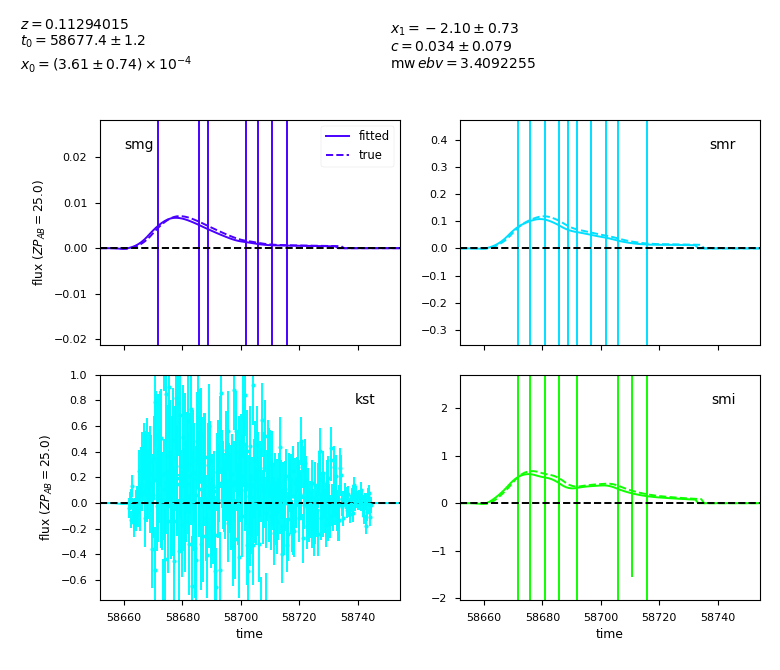 z = 0.11294015
t0 = 58677.4 ± 1.2
x0 = (3.61 ± 0.74) × 10^−4
x1 = −2.10 ± 0.73
c = 0.034 ± 0.079
mw ebv = 3.4092255
smg
fitted
true
0.02
0.01
0.00
−0.01
−0.02
flux (ZP_AB = 25.0)
smr
0.4
0.3
0.2
0.1
0.0
−0.1
−0.2
−0.3
kst
1.0
0.8
0.6
0.4
0.2
0.0
−0.2
−0.4
−0.6
flux (ZP_AB = 25.0)
58660 58680 58700 58720 58740
time
smi
2
1
0
−1
−2
58660 58680 58700 58720 58740
time